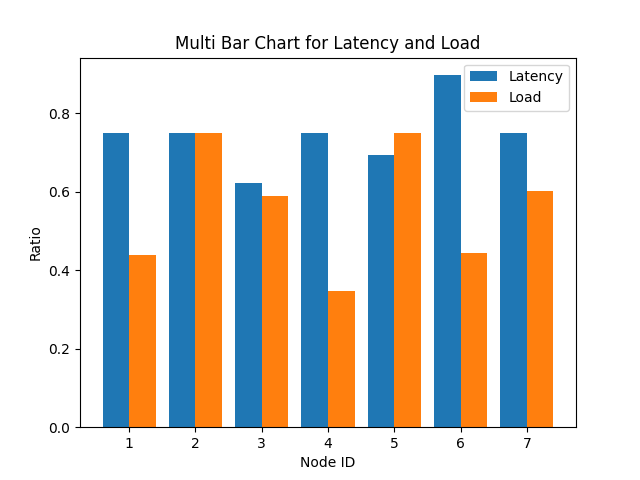 Multi Bar Chart for Latency and Load
Latency
Load
0.8
0.6
0.4
0.2
0.0
Ratio
1 2 3 4 5 6 7
Node ID